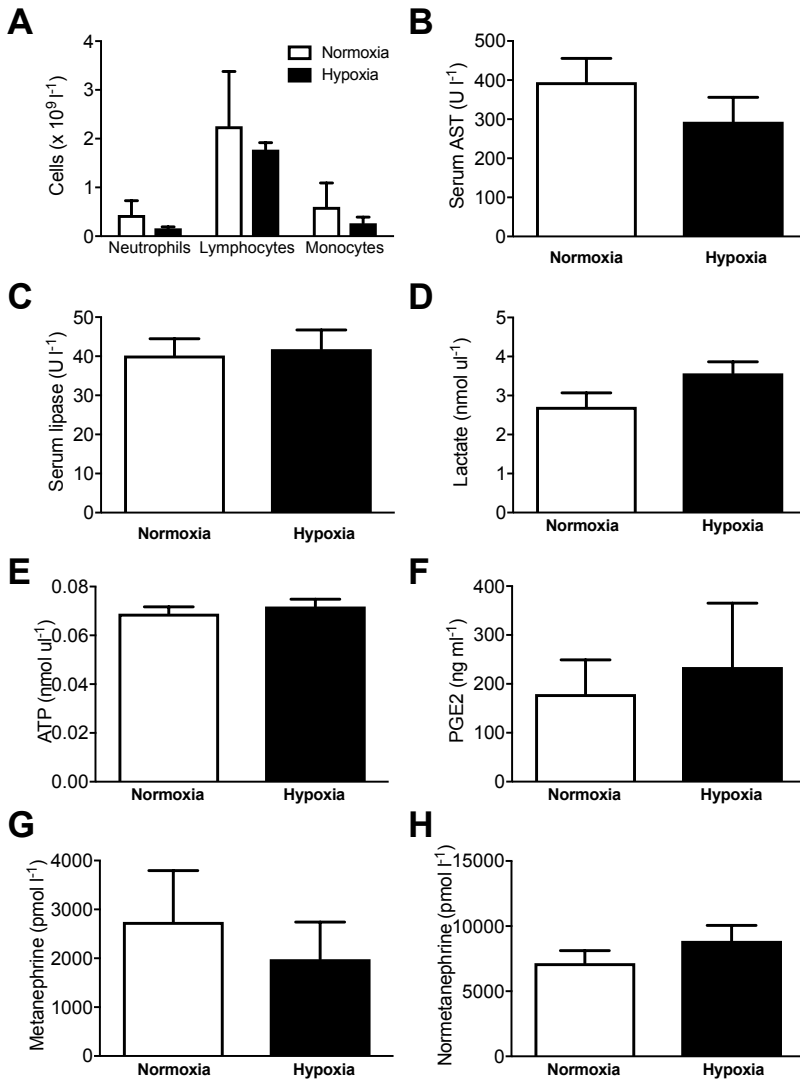 A
Cells (x 10⁹ l⁻¹)
4
3
2
1
0
Normoxia
Hypoxia
Neutrophils Lymphocytes Monocytes
B
Serum AST (U l⁻¹)
500
400
300
200
100
0
Normoxia Hypoxia
C
Serum lipase (U l⁻¹)
50
40
30
20
10
0
Normoxia Hypoxia
D
Lactate (nmol ul⁻¹)
5
4
3
2
1
0
Normoxia Hypoxia
E
ATP (nmol ul⁻¹)
0.08
0.06
0.04
0.02
0.00
Normoxia Hypoxia
F
PGE2 (ng ml⁻¹)
400
300
200
100
0
Normoxia Hypoxia
G
Metanephrine (pmol l⁻¹)
4000
3000
2000
1000
0
Normoxia Hypoxia
H
Normetanephrine (pmol l⁻¹)
15000
10000
5000
0
Normoxia Hypoxia